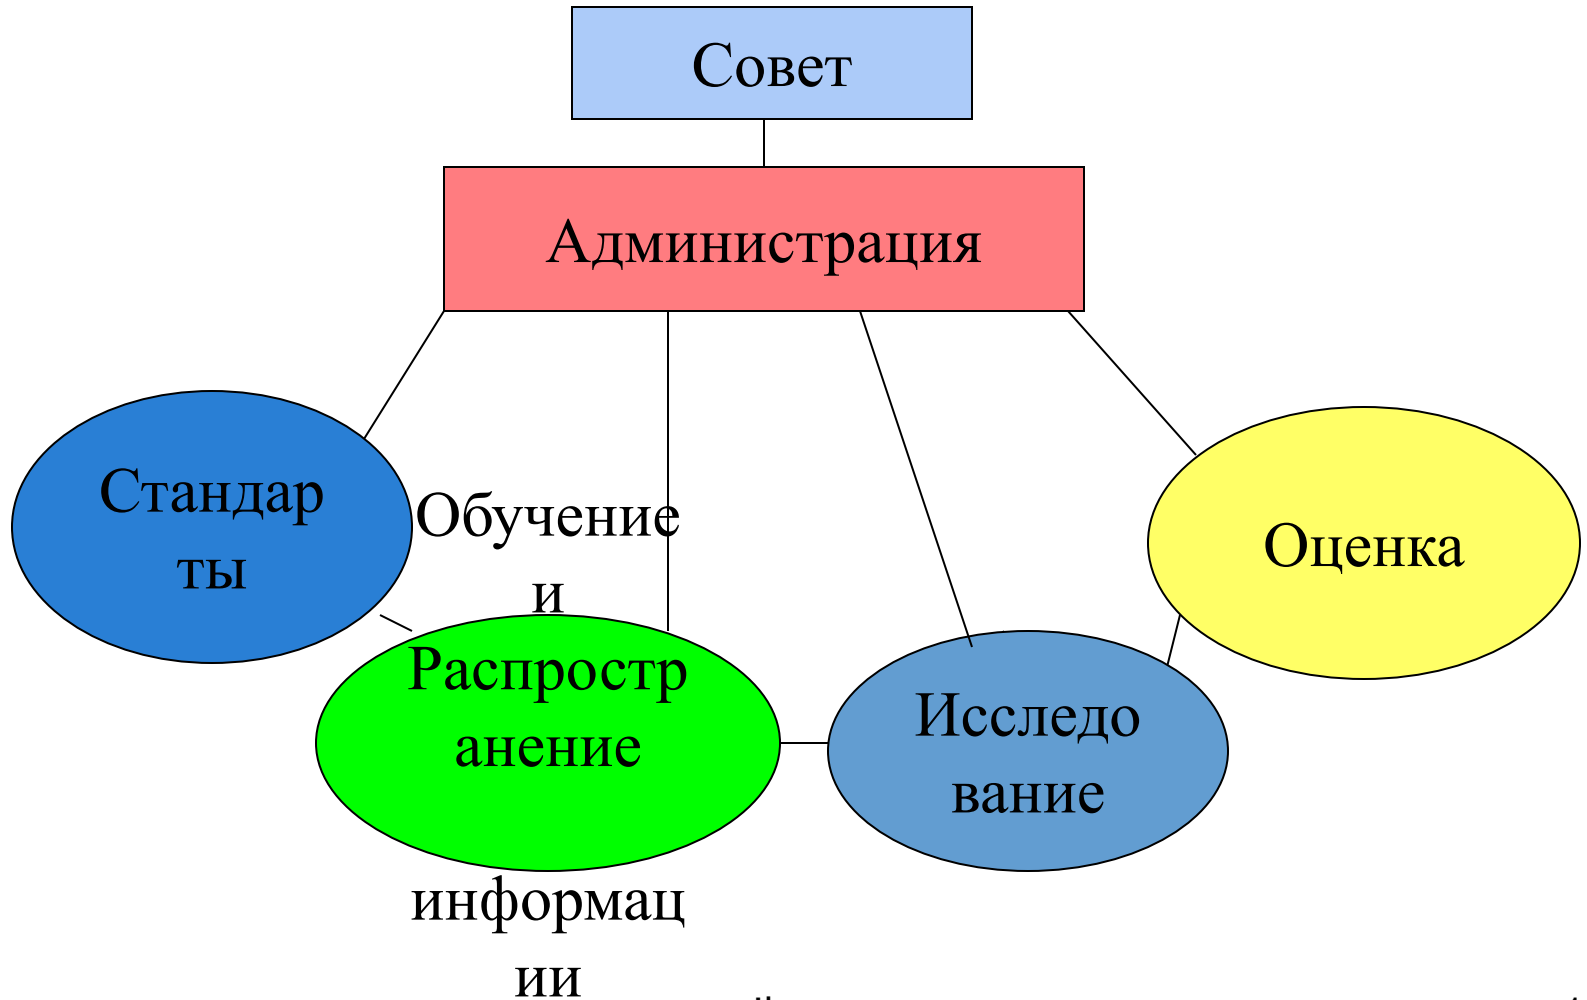 Совет
Администрация
Стандар
ты
Обучение
и
Распростр
анение
информац
ии
Исследо
вание
Оценка